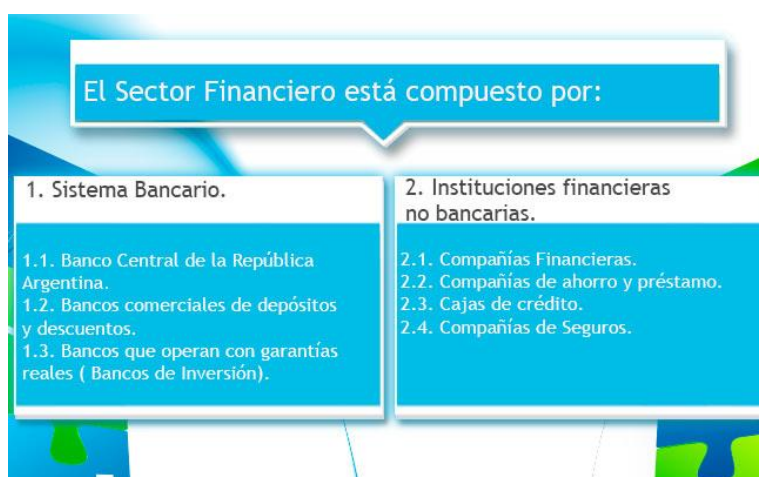 El Sector Financiero está compuesto por:
1. Sistema Bancario.
1.1. Banco Central de la República
Argentina.
1.2. Bancos comerciales de depósitos
y descuentos.
1.3. Bancos que operan con garantías
reales ( Bancos de Inversión).
2. Instituciones financieras
no bancarias.
2.1. Compañías Financieras.
2.2. Compañías de ahorro y préstamo.
2.3. Cajas de crédito.
2.4. Compañías de Seguros.